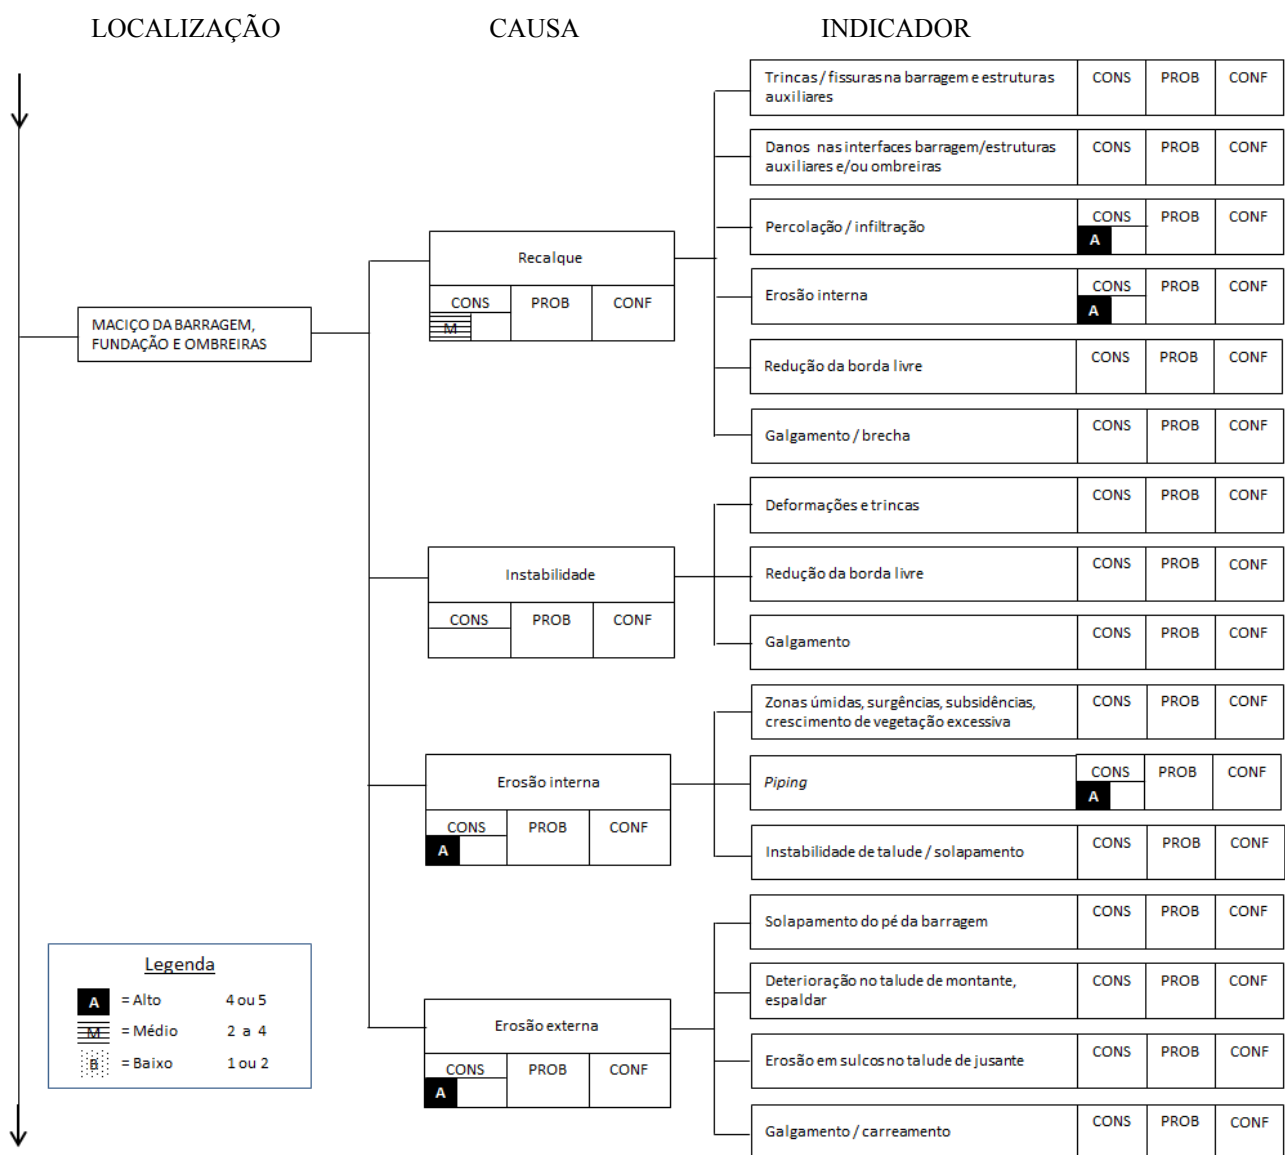 LOCALIZAÇÃO CAUSA INDICADOR
Trincas / fissuras na barragem e estruturas
auxiliares
CONS PROB CONF
Danos nas interfaces barragem/estruturas
auxiliares e/ou ombreiras
CONS PROB CONF
Percolação / infiltração
CONS PROB CONF
A
Erosão interna
CONS PROB CONF
A
Redução da borda livre
CONS PROB CONF
Galgamento / brecha
CONS PROB CONF
Recalque
CONS PROB CONF
M
MACIÇO DA BARRAGEM,
FUNDAÇÃO E OMBREIRAS
Deformações e trincas
CONS PROB CONF
Redução da borda livre
CONS PROB CONF
Galgamento
CONS PROB CONF
Instabilidade
CONS PROB CONF
Zonas úmidas, surgências, subsidências,
crescimento de vegetação excessiva
CONS PROB CONF
Piping
CONS PROB CONF
A
Instabilidade de talude / solapamento
CONS PROB CONF
Erosão interna
CONS PROB CONF
A
Solapamento do pé da barragem
CONS PROB CONF
Deterioração no talude de montante,
espaldar
CONS PROB CONF
Erosão em sulcos no talude de jusante
CONS PROB CONF
Galgamento / carreamento
CONS PROB CONF
Erosão externa
CONS PROB CONF
A
Legenda
A = Alto 4 ou 5
M = Médio 2 a 4
B = Baixo 1 ou 2